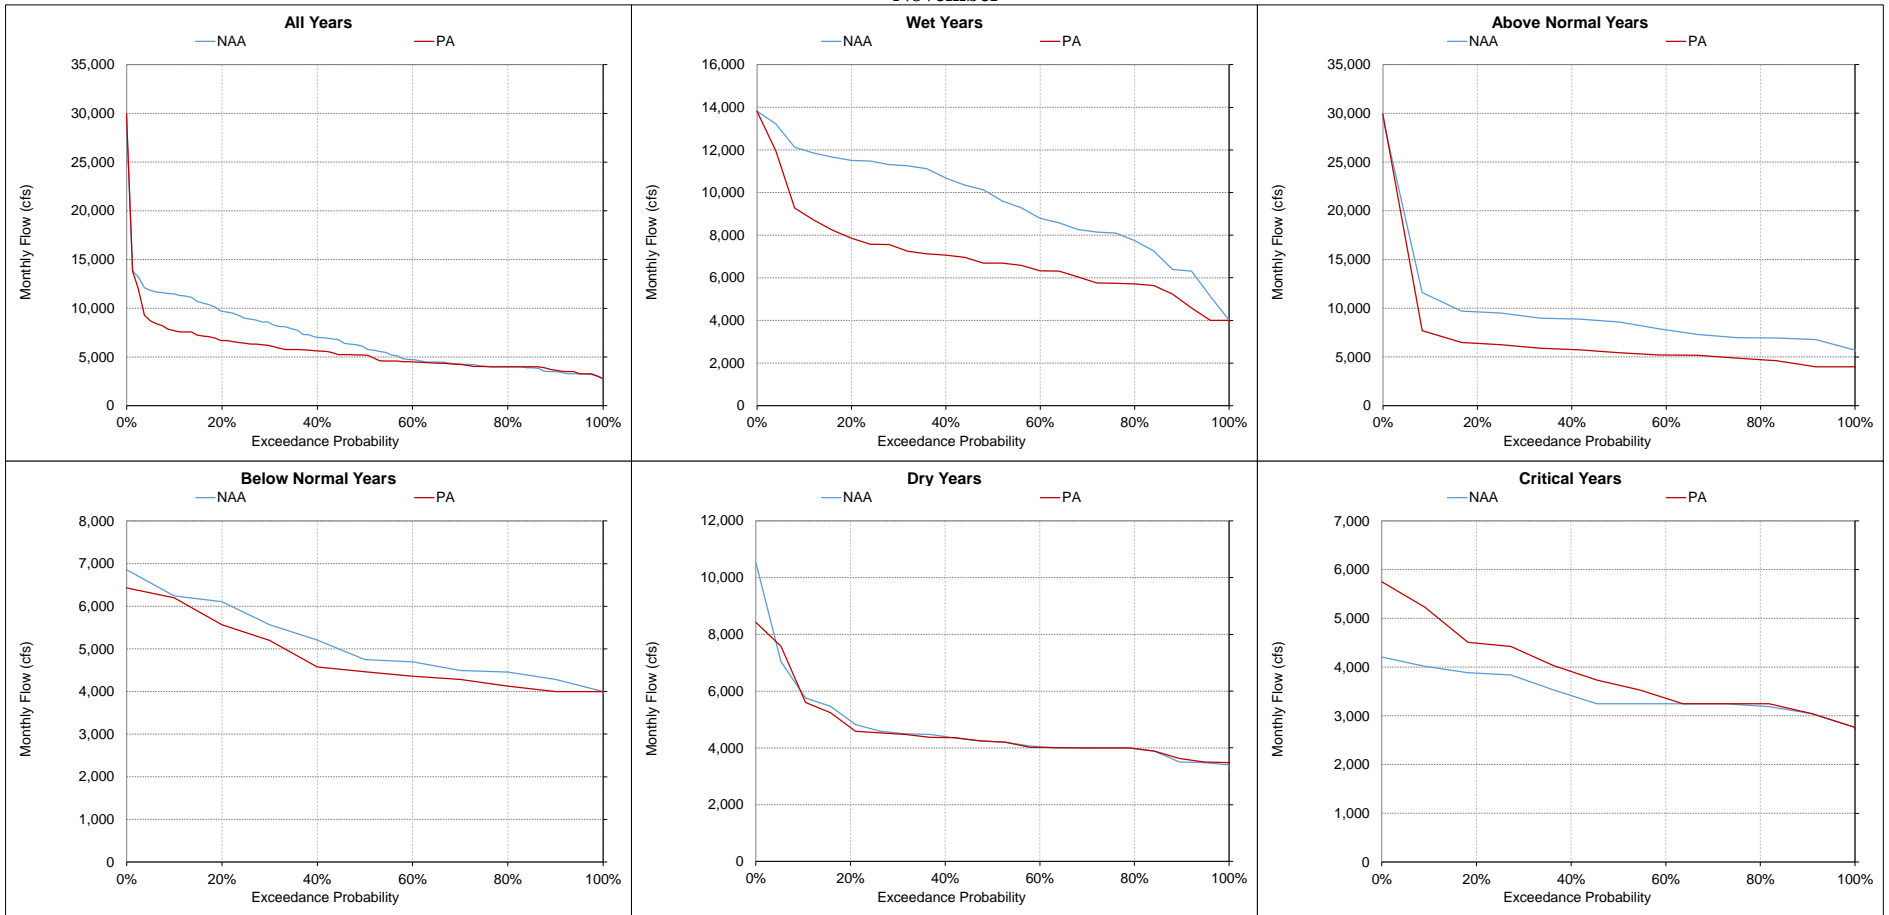 All Years
NAA PA
35,000
30,000
25,000
20,000
15,000
10,000
5,000
0
Monthly Flow (cfs)
0% 20% 40% 60% 80% 100%
Exceedance Probability
Wet Years
NAA PA
16,000
14,000
12,000
10,000
8,000
6,000
4,000
2,000
0
Monthly Flow (cfs)
0% 20% 40% 60% 80% 100%
Exceedance Probability
Above Normal Years
NAA PA
35,000
30,000
25,000
20,000
15,000
10,000
5,000
0
Monthly Flow (cfs)
0% 20% 40% 60% 80% 100%
Exceedance Probability
Below Normal Years
NAA PA
8,000
7,000
6,000
5,000
4,000
3,000
2,000
1,000
0
Monthly Flow (cfs)
0% 20% 40% 60% 80% 100%
Exceedance Probability
Dry Years
NAA PA
12,000
10,000
8,000
6,000
4,000
2,000
0
Monthly Flow (cfs)
0% 20% 40% 60% 80% 100%
Exceedance Probability
Critical Years
NAA PA
7,000
6,000
5,000
4,000
3,000
2,000
1,000
0
Monthly Flow (cfs)
0% 20% 40% 60% 80% 100%
Exceedance Probability